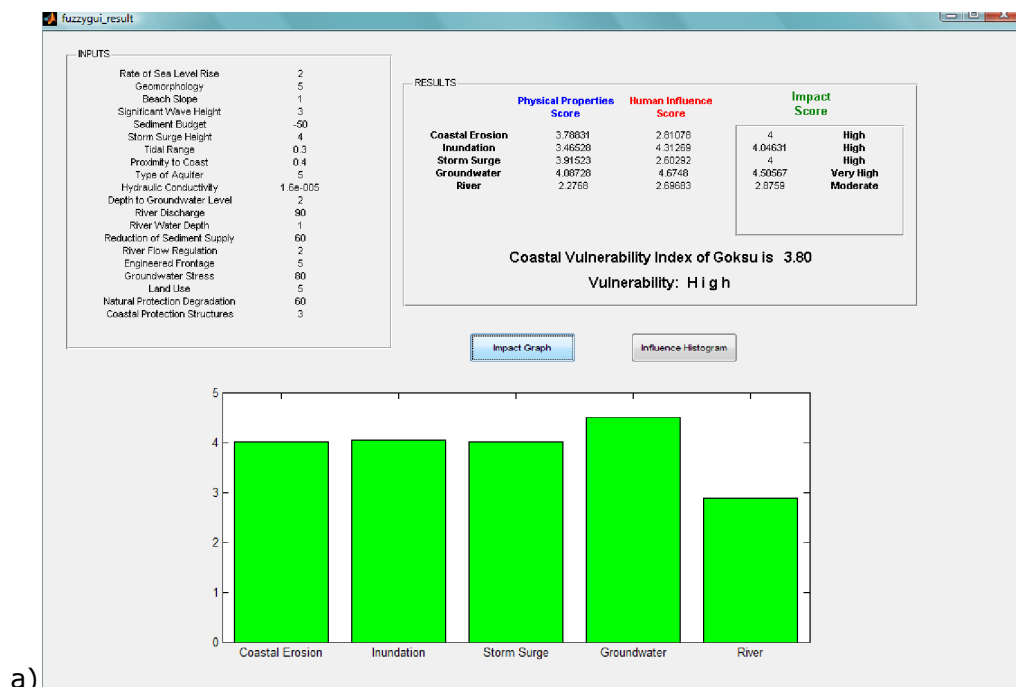 fuzzygui_result
INPUTS
Rate of Sea Level Rise 2
Geomorphology 5
Beach Slope 1
Significant Wave Height 3
Sediment Budget -50
Storm Surge Height 4
Tidal Range 0.3
Proximity to Coast 0.4
Type of Aquifer 5
Hydraulic Conductivity 1.6e-005
Depth to Groundwater Level 2
River Discharge 90
River Water Depth 1
Reduction of Sediment Supply 60
River Flow Regulation 2
Engineered Frontage 5
Groundwater Stress 80
Land Use 5
Natural Protection Degradation 60
Coastal Protection Structures 3
RESULTS
Physical Properties Score Human Influence Score Impact Score
Coastal Erosion 3.78831 2.81078 4 High
Inundation 3.46528 4.31269 4.04631 High
Storm Surge 3.91523 2.60292 4 High
Groundwater 4.08728 4.6748 4.50567 Very High
River 2.2768 2.69683 2.8759 Moderate
Coastal Vulnerability Index of Goksu is 3.80
Vulnerability: High
Impact Graph Influence Histogram
5
4
3
2
1
0
Coastal Erosion Inundation Storm Surge Groundwater River
a)